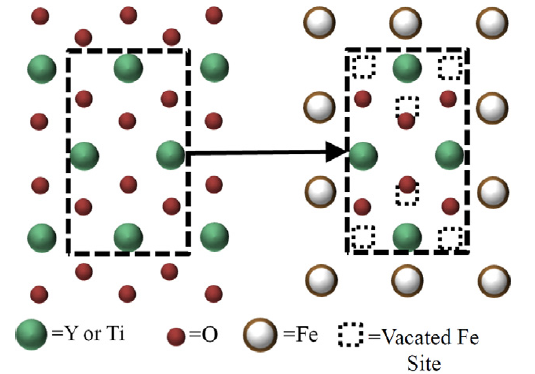 =Y or Ti =O =Fe =Vacated Fe
Site